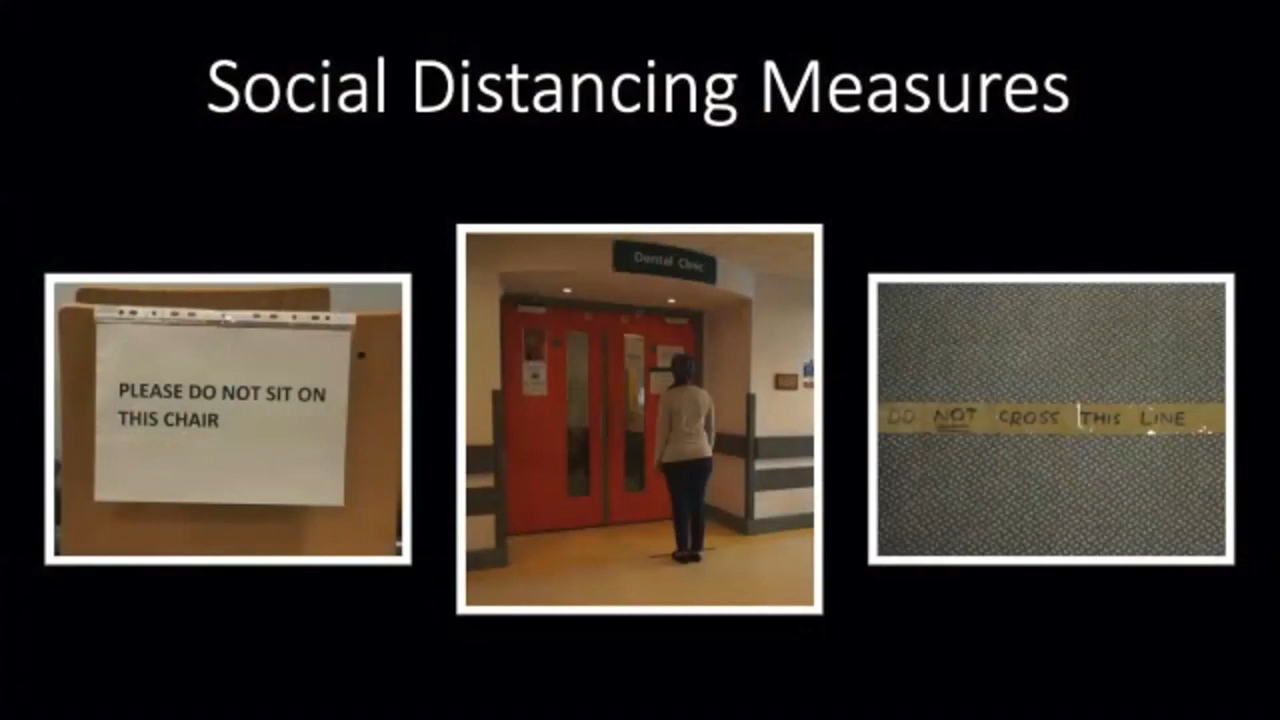 Social Distancing Measures
PLEASE DO NOT SIT ON
THIS CHAIR
Dental Clinic
DO NOT CROSS THIS LINE